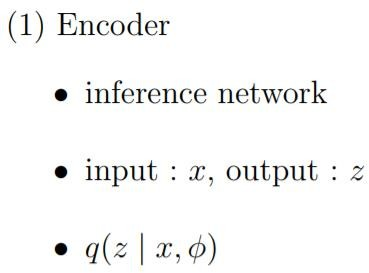 (1) Encoder
• inference network
• input : x, output : z
• q(z | x, ϕ)